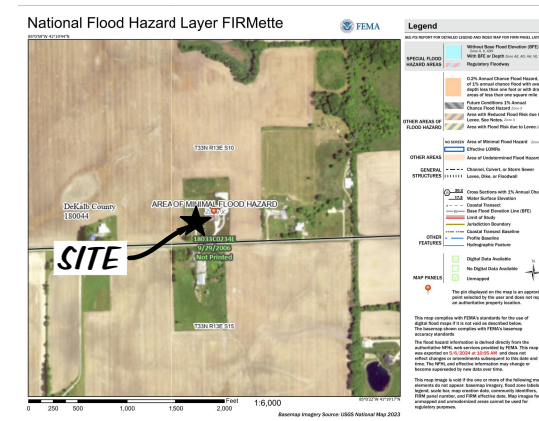 National Flood Hazard Layer FIRMette
FEMA
Legend
SEE FIS REPORT FOR DETAILED LEGEND AND INDEX MAP FOR FIRM PANEL LAYOUT
SPECIAL FLOOD
HAZARD AREAS
Without Base Flood Elevation (BFE)
With BFE or Depth
Regulatory Floodway
0.2% Annual Chance Flood Hazard,
of 1% annual chance flood with ave
depth less than one foot or with dra
areas of less than one square mile
Future Conditions 1% Annual
Chance Flood Hazard
Area with Reduced Flood Risk due t
Levee. See Notes.
Area with Flood Risk due to Levee
OTHER AREAS OF
FLOOD HAZARD
NO SCREEN Area of Minimal Flood Hazard
Effective LOMRs
OTHER AREAS
Area of Undetermined Flood Hazard
GENERAL
STRUCTURES
Channel, Culvert, or Storm Sewer
Levee, Dike, or Floodwall
20.2
17.5
Cross Sections with 1% Annual Cha
Water Surface Elevation
Coastal Transect
Base Flood Elevation Line (BFE)
Limit of Study
Jurisdiction Boundary
Coastal Transect Baseline
OTHER
FEATURES
Profile Baseline
Hydrographic Feature
Digital Data Available
No Digital Data Available
MAP PANELS
Unmapped
The pin displayed on the map is an approxi
point selected by the user and does not rep
an authoritative property location.
This map complies with FEMA's standards for the use of
digital flood maps if it is not void as described below.
The basemap shown complies with FEMA's basemap
accuracy standards
The flood hazard information is derived directly from the
authoritative NFHL web services provided by FEMA. This map
was exported on 5/6/2024 at 10:05 AM and does not
reflect changes or amendments subsequent to this date and
time. The NFHL and effective information may change or
become superseded by new data over time.
This map image is void if the one or more of the following ma
elements do not appear: basemap imagery, flood zone labels
legend, scale bar, map creation date, community identifiers,
FIRM panel number, and FIRM effective date. Map images fo
unmapped and unmodernized areas cannot be used for
regulatory purposes.
T33N R13E S10
DeKalb County
180044
AREA OF MINIMAL FLOOD HAZARD
SITE
18033C0234E
9/29/2006
Not Printed
T33N R13E S15
0 250 500 1,000 1,500 2,000
Feet
1:6,000
Basemap Imagery Source: USGS National Map 2023